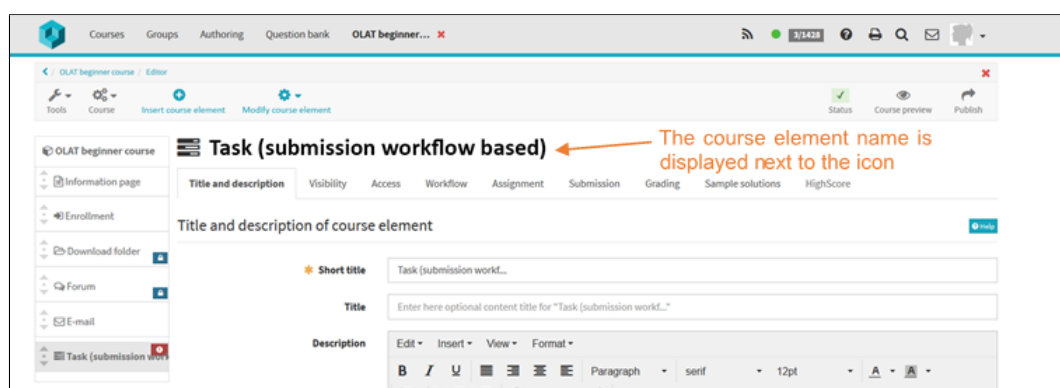 Courses Groups Authoring Question bank OLAT beginner... ✖ 3/1428
OLAT beginner course / Editor
Tools Course Insert course element Modify course element Status Course preview Publish
OLAT beginner course
Task (submission workflow based)
The course element name is
displayed next to the icon
Information page
Title and description Visibility Access Workflow Assignment Submission Grading Sample solutions HighScore
Enrollment
Title and description of course element
Help
Download folder
Short title Task (submission workf...
Forum
Title Enter here optional content title for "Task (submission workf..."
E-mail
Description Edit Insert View Format
Task (submission wor
B I U Paragraph serif 12pt A A